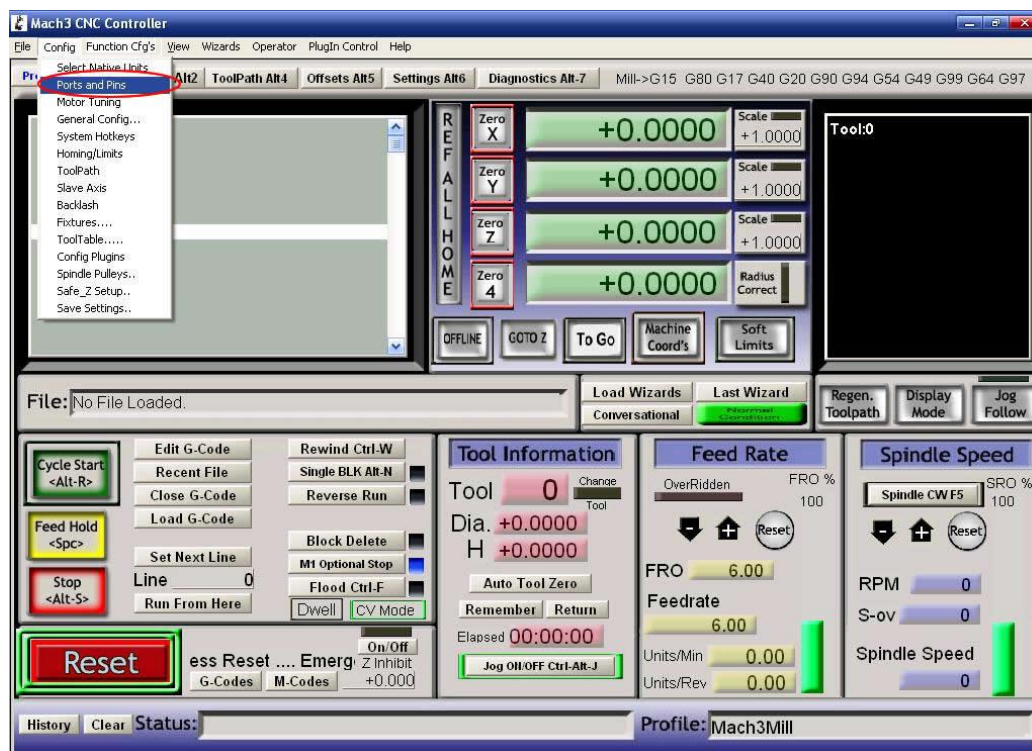 Mach3 CNC Controller
File Config Function Cfg's View Wizards Operator PlugIn Control Help
Select Native Units
Ports and Pins
Motor Tuning
General Config...
System Hotkeys
Homing/Limits
ToolPath
Slave Axis
Backlash
Fixtures....
ToolTable.....
Config Plugins
Spindle Pulleys..
Safe_Z Setup..
Save Settings..
Alt2 ToolPath Alt4 Offsets Alt5 Settings Alt6 Diagnostics Alt-7 Mill->G15 G80 G17 G40 G20 G90 G94 G54 G49 G99 G64 G97
REF ALL HOME
Zero X +0.0000 Scale +1.0000
Zero Y +0.0000 Scale +1.0000
Zero Z +0.0000 Scale +1.0000
Zero 4 +0.0000 Radius Correct
OFFLINE GOTO Z To Go Machine Coord's Soft Limits
Tool:0
File: No File Loaded.
Load Wizards Last Wizard
Conversational Normal Condition
Regen. Toolpath Display Mode Jog Follow
Cycle Start <Alt-R>
Feed Hold <Spc>
Stop <Alt-S>
Edit G-Code
Recent File
Close G-Code
Load G-Code
Set Next Line
Line 0
Run From Here
Rewind Ctrl-W
Single BLK Alt-N
Reverse Run
Block Delete
M1 Optional Stop
Flood Ctrl-F
Dwell CV Mode
Reset
ess Reset .... Emerg
G-Codes M-Codes
On/Off
Z Inhibit
+0.000
Tool Information
Tool 0 Change Tool
Dia. +0.0000
H +0.0000
Auto Tool Zero
Remember Return
Elapsed 00:00:00
Jog ON/OFF Ctrl-Alt-J
Feed Rate
OverRidden FRO %
100
Reset
FRO 6.00
Feedrate
6.00
Units/Min 0.00
Units/Rev 0.00
Spindle Speed
Spindle CW F5 SRO %
100
Reset
RPM 0
S-ov 0
Spindle Speed
0
History Clear Status: Profile: Mach3Mill